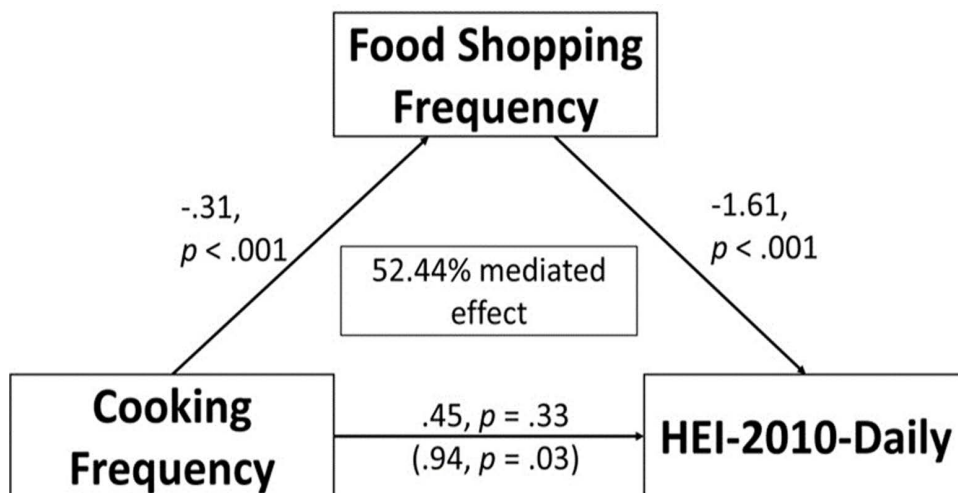 Food Shopping
Frequency
-.31,
p < .001
-1.61,
p < .001
52.44% mediated
effect
Cooking
Frequency
.45, p = .33
(.94, p = .03)
HEI-2010-Daily